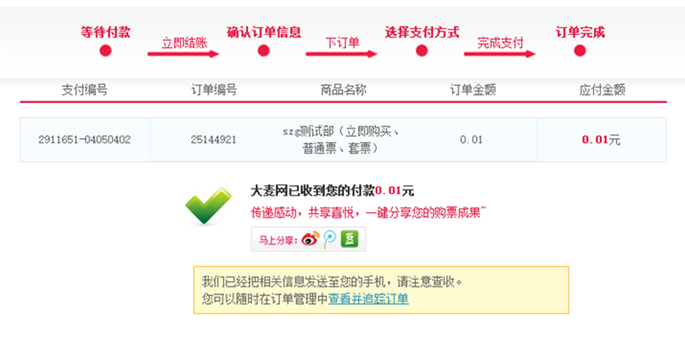 等待付款 确认订单信息 选择支付方式 订单完成
立即结账 下订单 完成支付
支付编号 订单编号 商品名称 订单金额 应付金额
2911651-04050402 25144921 szg测试部（立即购买、 0.01 0.01元
普通票、套票）
大麦网已收到您的付款0.01元
传递感动，共享喜悦，一键分享您的购票成果~
马上分享： 豆
我们已经把相关信息发送至您的手机，请注意查收。
您可以随时在订单管理中查看并追踪订单